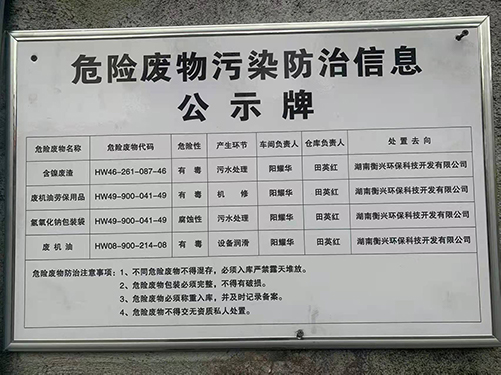 危险废物污染防治信息
公示牌
危险废物名称 危险废物代码 危险性 产生环节 车间负责人 仓库负责人 处置去向
含镍废渣 HW46-261-087-46 有毒 污水处理 阳耀华 田英红 湖南衡兴环保科技开发有限公司
废机油劳保用品 HW49-900-041-49 有毒 机修 阳耀华 田英红 湖南衡兴环保科技开发有限公司
氢氧化钠包装袋 HW49-900-041-49 腐蚀性 污水处理 阳耀华 田英红 湖南衡兴环保科技开发有限公司
废机油 HW08-900-214-08 有毒 设备润滑 阳耀华 田英红 湖南衡兴环保科技开发有限公司
危险废物防治注意事项：1、不同危险废物不得混存，必须入库严禁露天堆放。
2、危险废物包装必须完整，不得有破损。
3、危险废物必须称重入库，并及时记录备案。
4、危险废物不得交无资质私人处置。